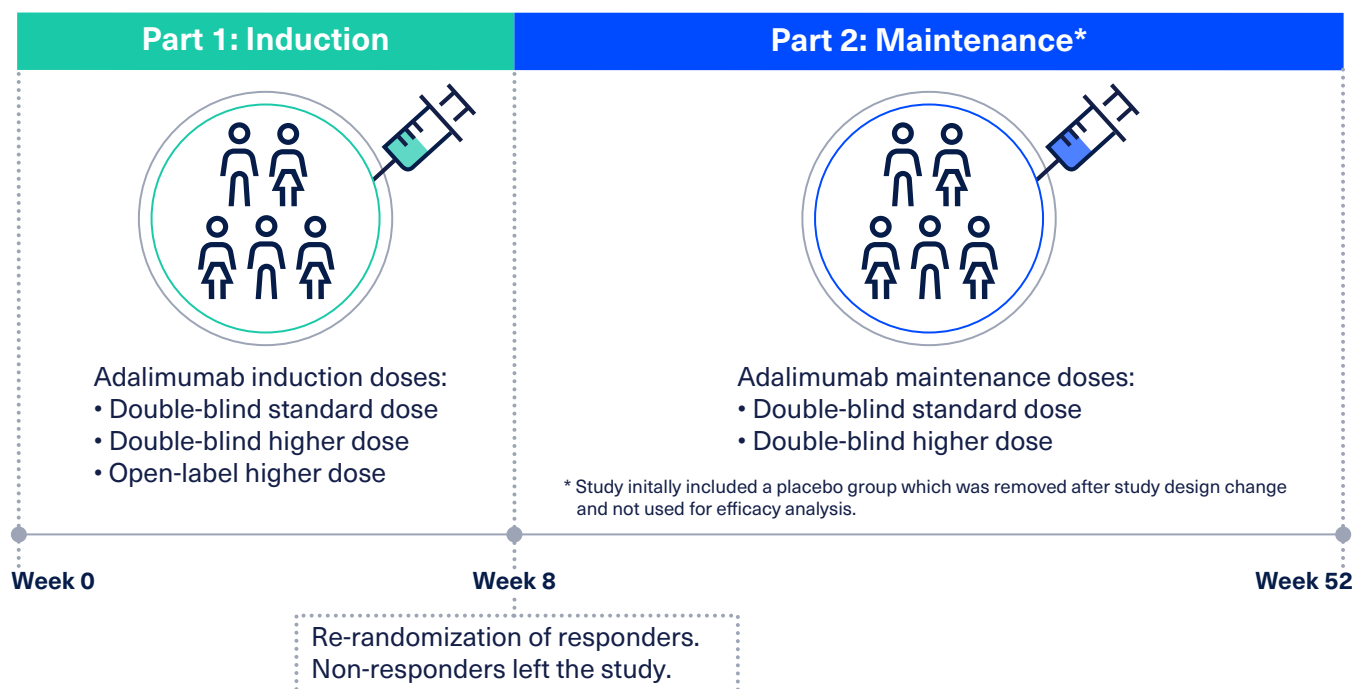 Part 1: Induction
Part 2: Maintenance*
Adalimumab induction doses:
• Double-blind standard dose
• Double-blind higher dose
• Open-label higher dose
Adalimumab maintenance doses:
• Double-blind standard dose
• Double-blind higher dose
* Study initally included a placebo group which was removed after study design change
and not used for efficacy analysis.
Week 0
Week 8
Week 52
Re-randomization of responders.
Non-responders left the study.